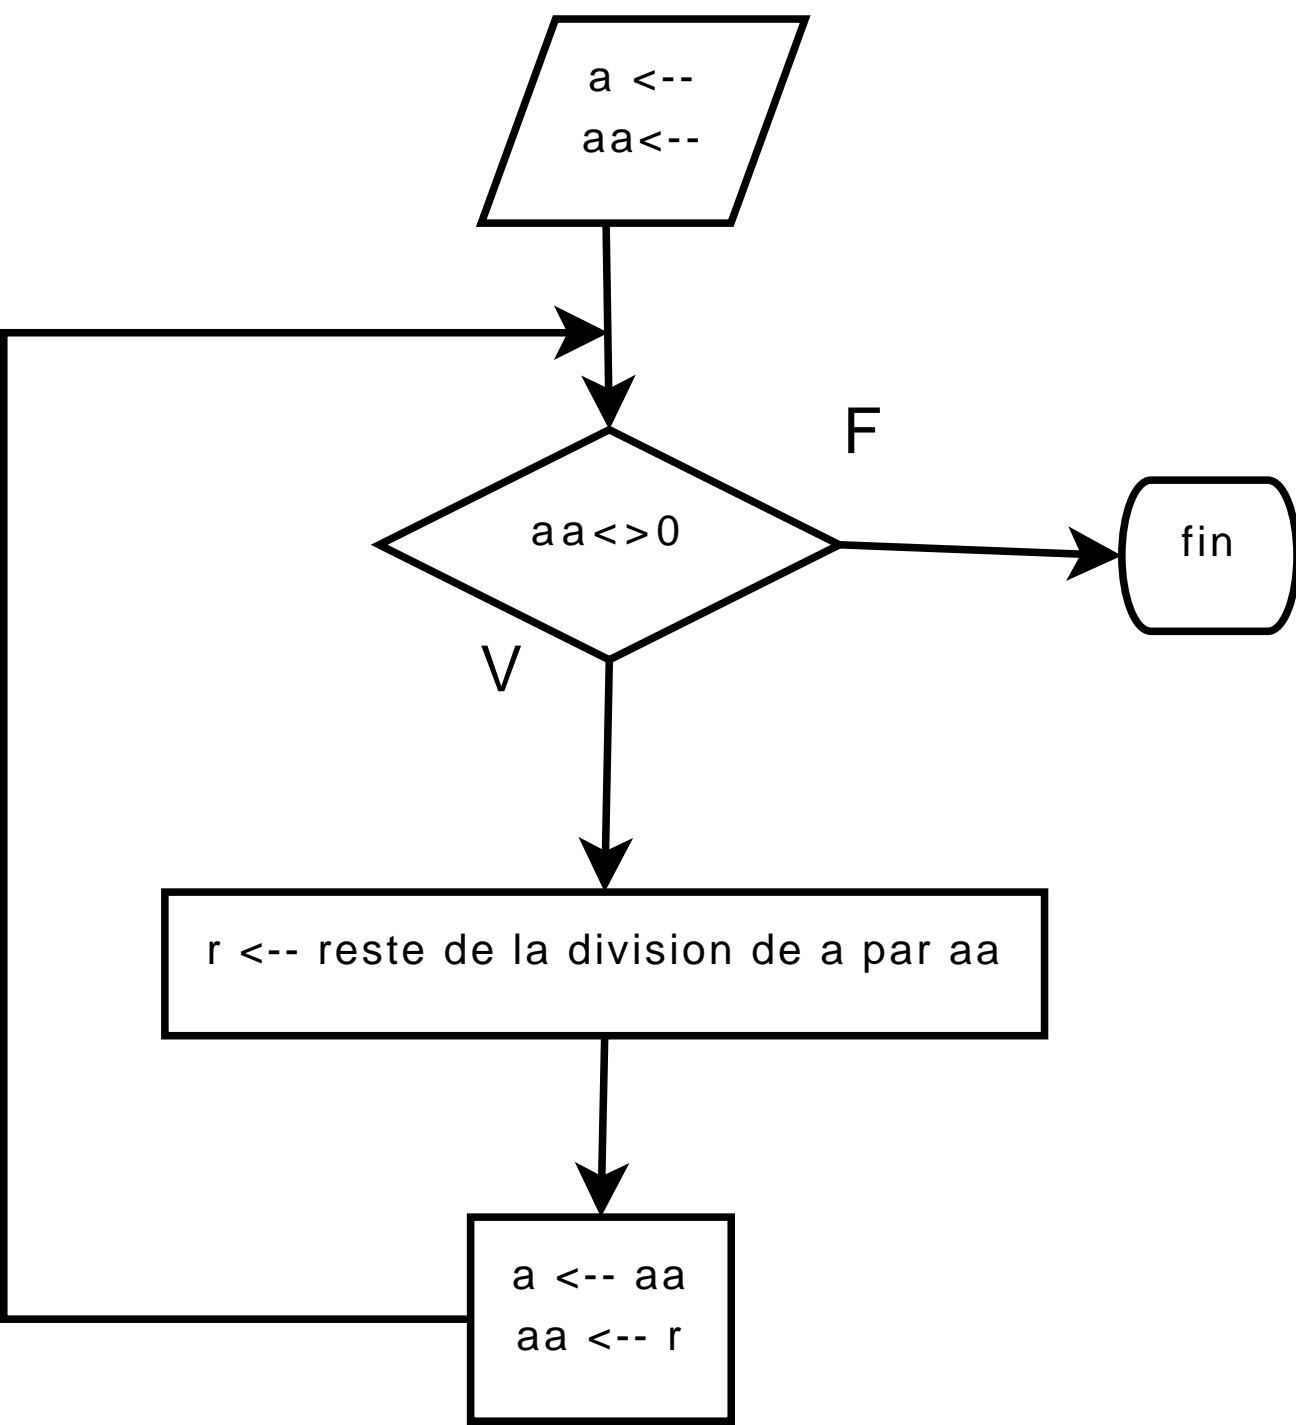 a <--
aa<--
F
aa<>0
fin
V
r <-- reste de la division de a par aa
a <-- aa
aa <-- r